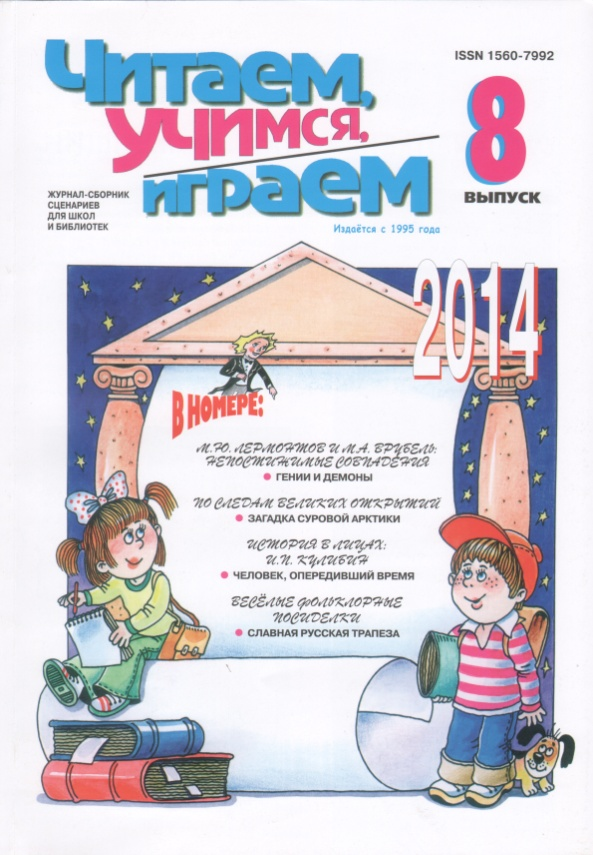 ISSN 1560-7992
Читаем,
учимся,
играем
8
ВЫПУСК
ЖУРНАЛ-СБОРНИК
СЦЕНАРИЕВ
ДЛЯ ШКОЛ
И БИБЛИОТЕК
Издаётся с 1995 года
2014
В НОМЕРЕ:
М.Ю. ЛЕРМОНТОВ И М.А. ВРУБЕЛЬ:
НЕПОСТИЖИМЫЕ СОВПАДЕНИЯ
● ГЕНИИ И ДЕМОНЫ
ПО СЛЕДАМ ВЕЛИКИХ ОТКРЫТИЙ
● ЗАГАДКА СУРОВОЙ АРКТИКИ
ИСТОРИЯ В ЛИЦАХ:
И.П. КУЛИБИН
● ЧЕЛОВЕК, ОПЕРЕДИВШИЙ ВРЕМЯ
ВЕСЁЛЫЕ ФОЛЬКЛОРНЫЕ
ПОСИДЕЛКИ
● СЛАВНАЯ РУССКАЯ ТРАПЕЗА